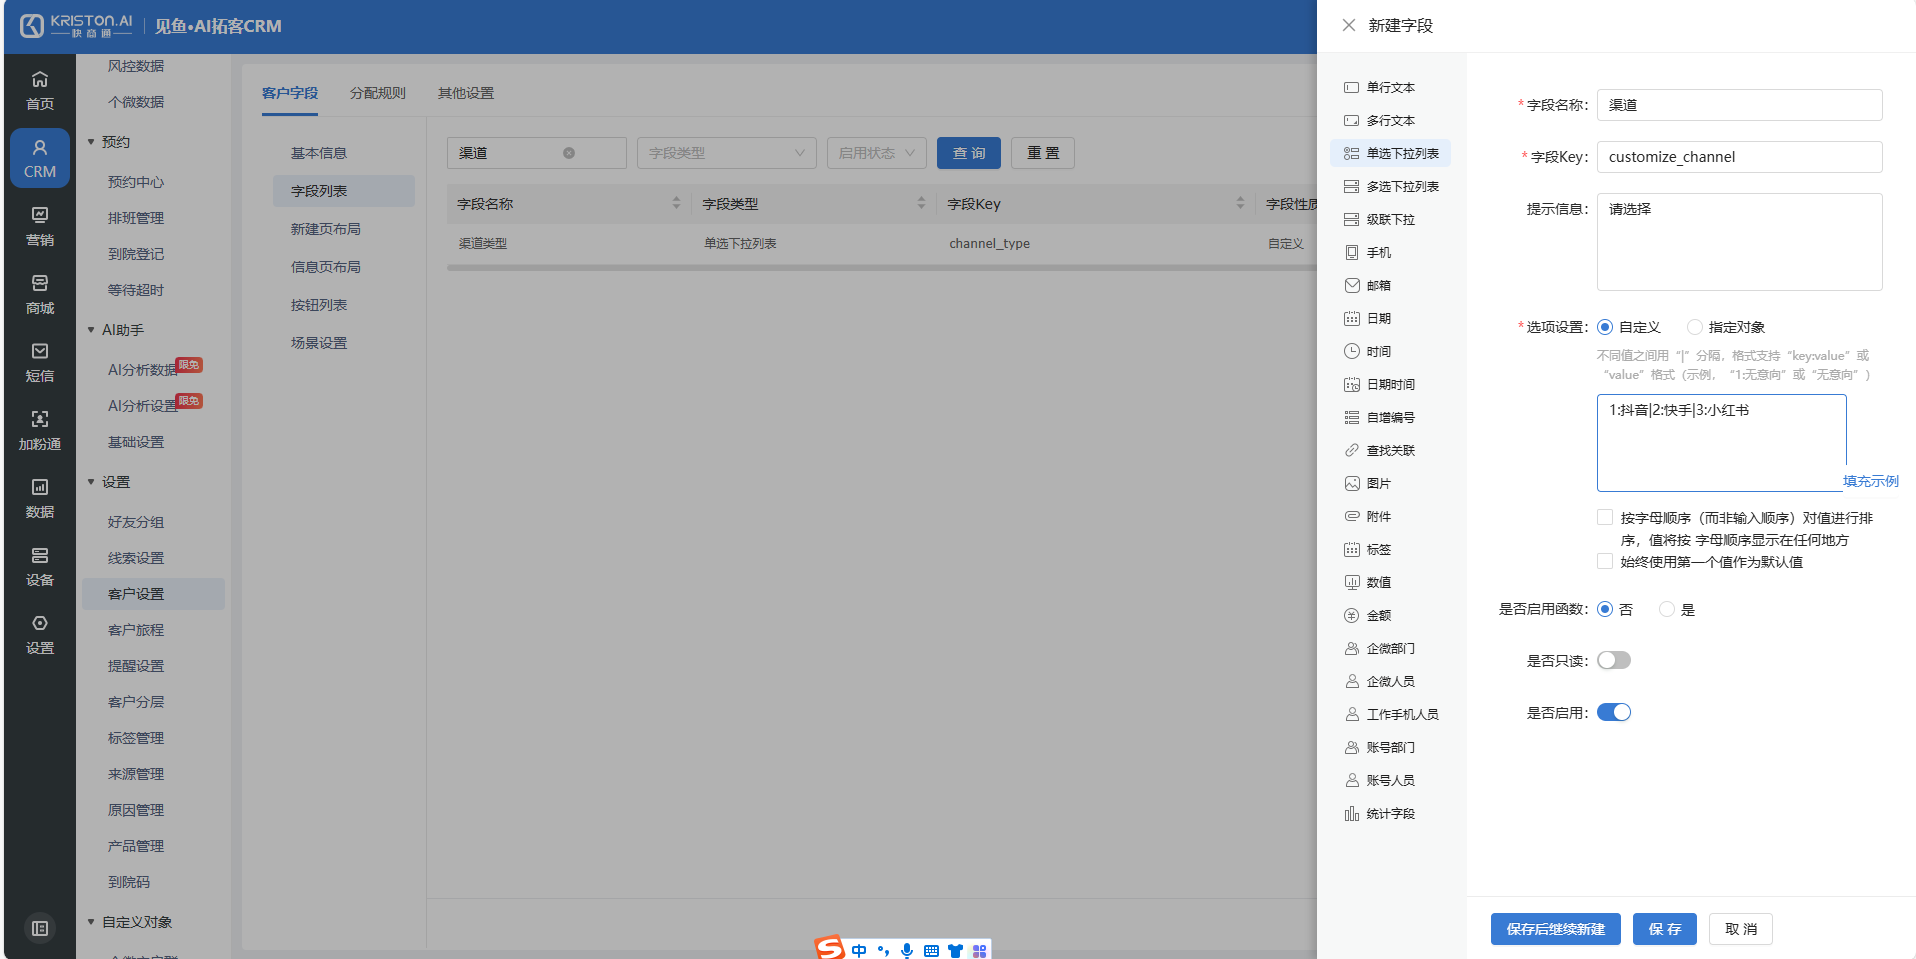 KRISTON.AI
快商通
见鱼•AI拓客CRM
首页
CRM
营销
商城
短信
加粉通
数据
设备
设置
风控数据
个微数据
预约
预约中心
排班管理
到院登记
等待超时
AI助手
AI分析数据 限免
AI分析设置 限免
基础设置
设置
好友分组
线索设置
客户设置
客户旅程
提醒设置
客户分层
标签管理
来源管理
原因管理
产品管理
到院码
自定义对象
客户字段 分配规则 其他设置
基本信息
字段列表
新建页布局
信息页布局
按钮列表
场景设置
渠道 字段类型 启用状态 查 询 重 置
字段名称 字段类型 字段Key 字段性质
渠道类型 单选下拉列表 channel_type 自定义
新建字段
单行文本
多行文本
单选下拉列表
多选下拉列表
级联下拉
手机
邮箱
日期
时间
日期时间
自增编号
查找关联
图片
附件
标签
数值
金额
企微部门
企微人员
工作手机人员
账号部门
账号人员
统计字段
*字段名称: 渠道
*字段Key: customize_channel
提示信息: 请选择
*选项设置: 自定义 指定对象
不同值之间用“|”分隔，格式支持“key:value”或
“value”格式（示例，“1:无意向”或“无意向”）
1:抖音|2:快手|3:小红书
填充示例
按字母顺序（而非输入顺序）对值进行排
序，值将按 字母顺序显示在任何地方
始终使用第一个值作为默认值
是否启用函数: 否 是
是否只读:
是否启用:
保存后继续新建 保 存 取 消
S 中